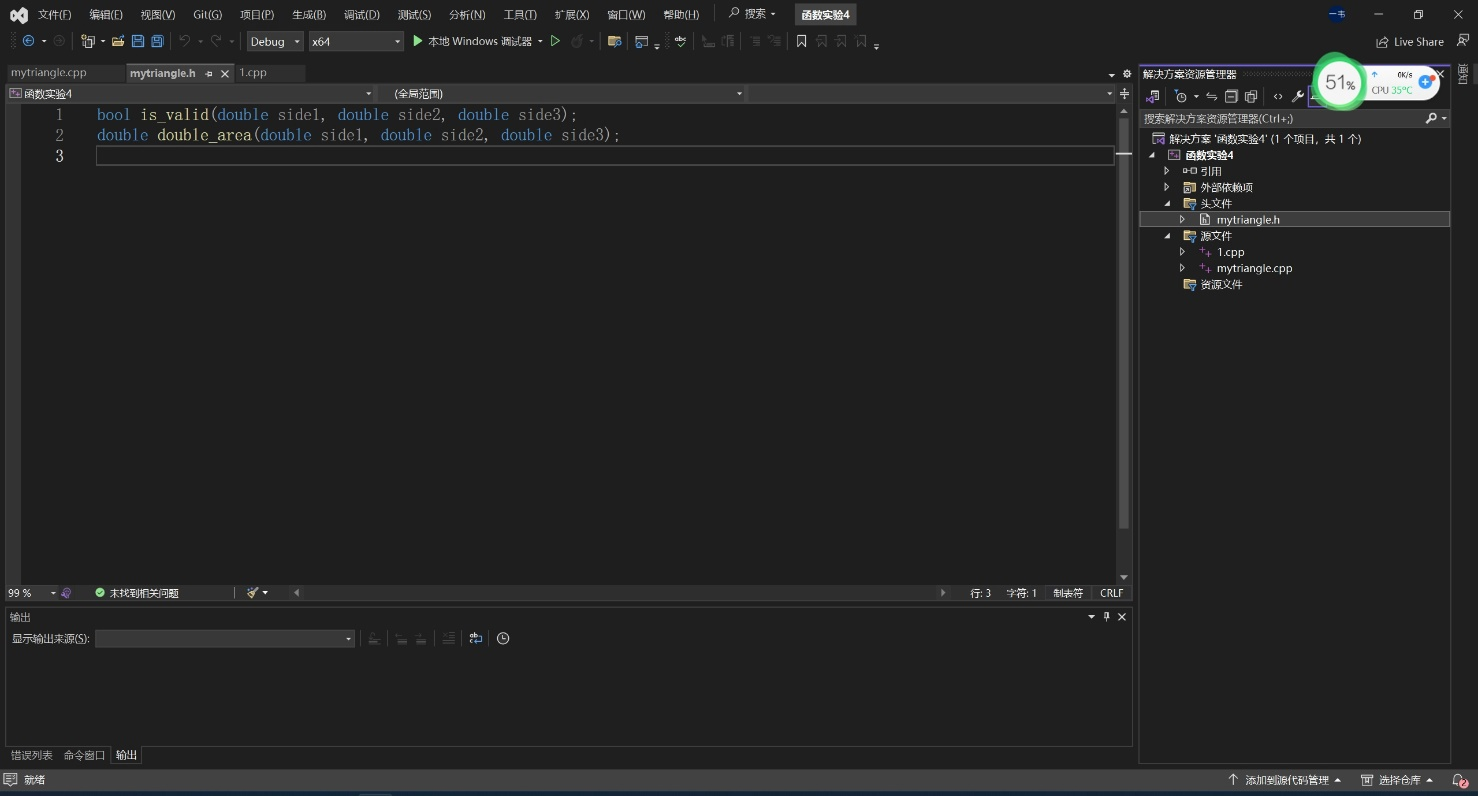 文件(F) 编辑(E) 视图(V) Git(G) 项目(P) 生成(B) 调试(D) 测试(S) 分析(N) 工具(T) 扩展(X) 窗口(W) 帮助(H) 搜索 函数实验4 一韦
Debug x64 本地 Windows 调试器 Live Share
mytriangle.cpp mytriangle.h 1.cpp
函数实验4 (全局范围)
1 bool is_valid(double side1, double side2, double side3);
2 double double_area(double side1, double side2, double side3);
3
99 % 未找到相关问题 行: 3 字符: 1 制表符 CRLF
输出
显示输出来源(S):
错误列表 命令窗口 输出
解决方案资源管理器
51% 0K/s
CPU 35°C
通知
搜索解决方案资源管理器(Ctrl+;)
解决方案 '函数实验4' (1 个项目，共 1 个)
函数实验4
引用
外部依赖项
头文件
mytriangle.h
源文件
1.cpp
mytriangle.cpp
资源文件
就绪 添加到源代码管理 选择仓库 2